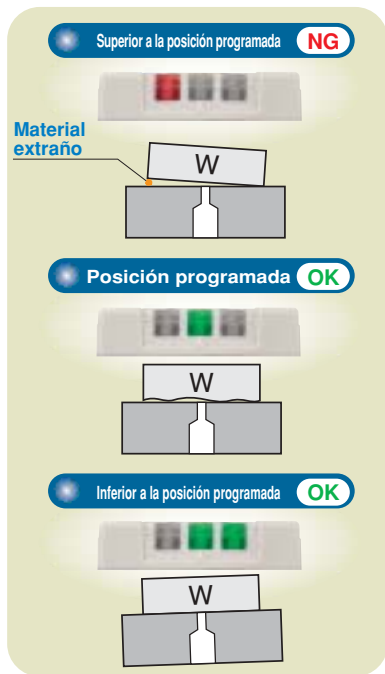 Superior a la posición programada NG
Material
extraño
W
Posición programada OK
W
Inferior a la posición programada OK
W